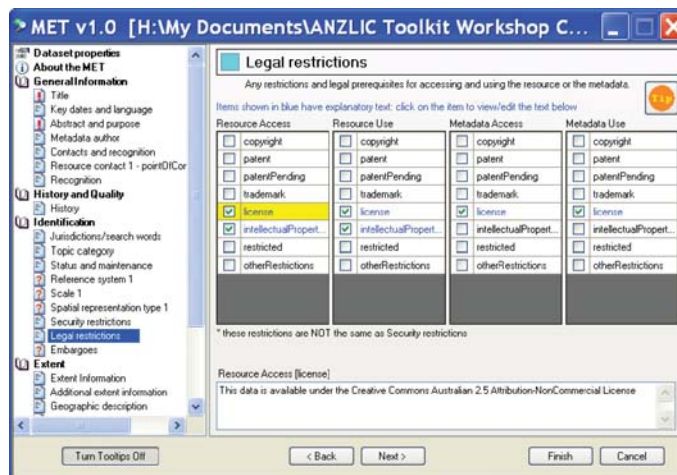 MET v1.0 [H:\My Documents\ANZLIC Toolkit Workshop C...
Dataset properties
About the MET
General Information
Title
Key dates and language
Abstract and purpose
Metadata author
Contacts and recognition
Resource contact 1 - pointOfCor
Recognition
History and Quality
History
Identification
Jurisdictions/search words
Topic category
Status and maintenance
Reference system 1
Scale 1
Spatial representation type 1
Security restrictions
Legal restrictions
Embargoes
Extent
Extent Information
Additional extent information
Geographic description
Legal restrictions
Any restrictions and legal prerequisites for accessing and using the resource or the metadata.
Tip
Items shown in blue have explanatory text: click on the item to view/edit the text below
Resource Access
copyright
patent
patentPending
trademark
license
intellectualPropert...
restricted
otherRestrictions
Resource Use
copyright
patent
patentPending
trademark
license
intellectualPropert...
restricted
otherRestrictions
Metadata Access
copyright
patent
patentPending
trademark
license
intellectualPropert...
restricted
otherRestrictions
Metadata Use
copyright
patent
patentPending
trademark
license
intellectualPropert...
restricted
otherRestrictions
* these restrictions are NOT the same as Security restrictions
Resource Access [license]
This data is available under the Creative Commons Australian 2.5 Attribution-NonCommercial License
Turn Tooltips Off
< Back
Next >
Finish
Cancel